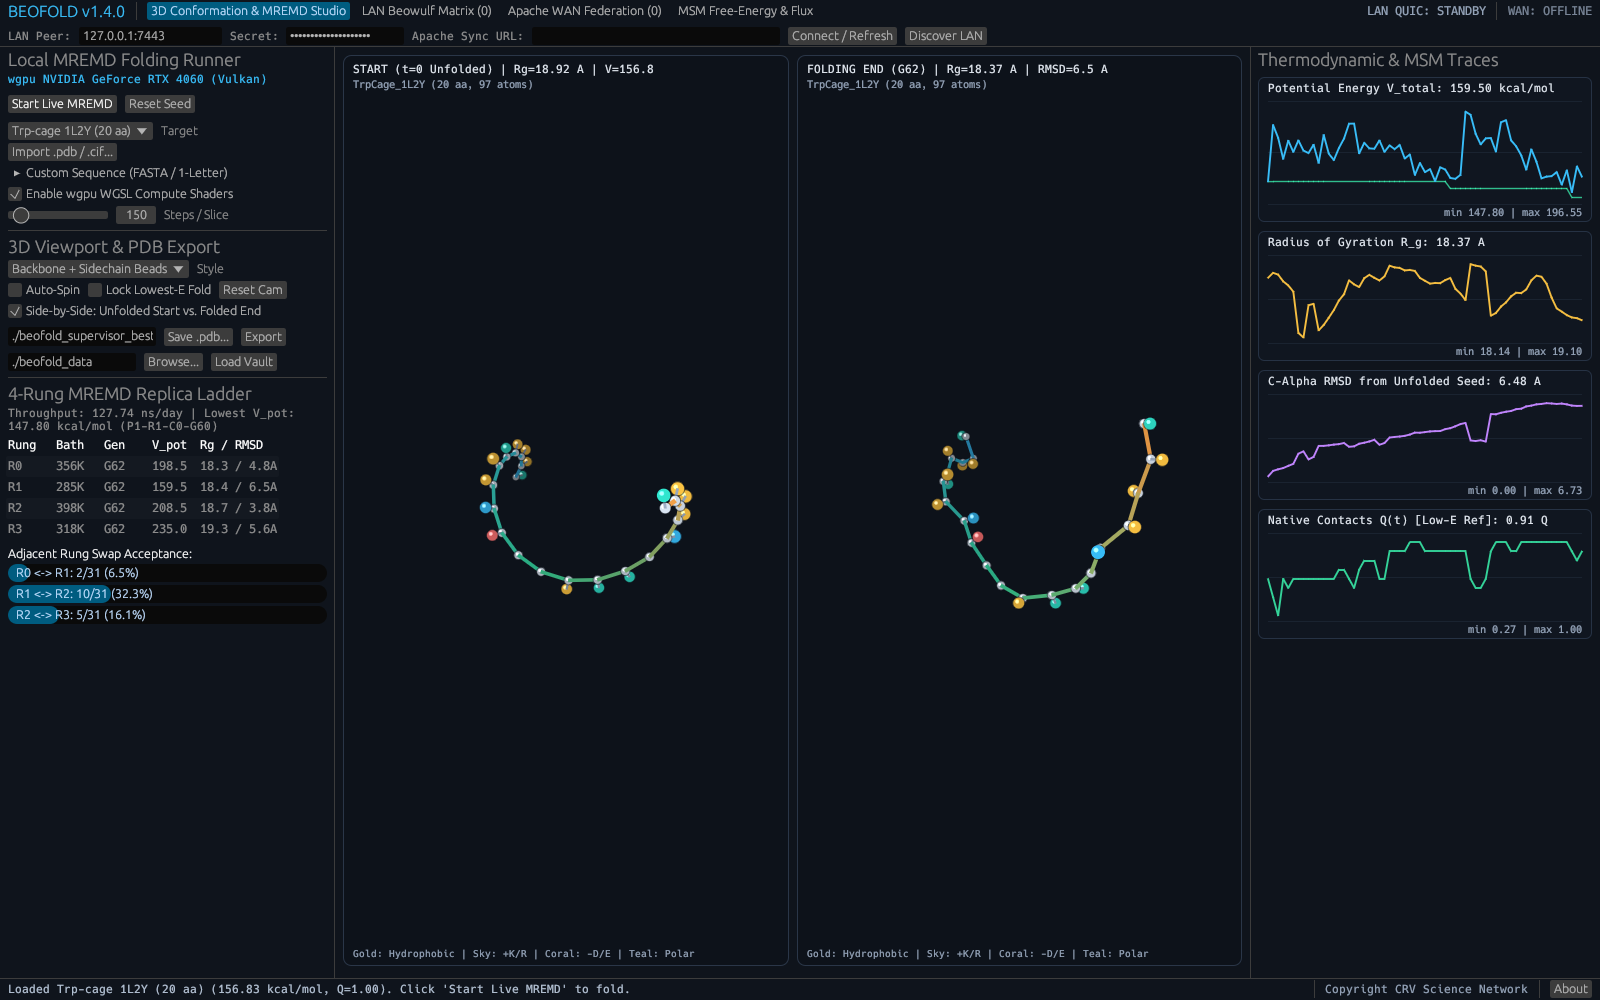 BEOFOLD v1.4.0 3D Conformation & MREMD Studio LAN Beowulf Matrix (0) Apache WAN Federation (0) MSM Free-Energy & Flux LAN QUIC: STANDBY WAN: OFFLINE
LAN Peer: 127.0.0.1:7443 Secret: •••••••••••••••••••• Apache Sync URL: Connect / Refresh Discover LAN
Local MREMD Folding Runner
wgpu NVIDIA GeForce RTX 4060 (Vulkan)
Start Live MREMD Reset Seed
Trp-cage 1L2Y (20 aa) Target
Import .pdb / .cif...
Custom Sequence (FASTA / 1-Letter)
Enable wgpu WGSL Compute Shaders
150 Steps / Slice
3D Viewport & PDB Export
Backbone + Sidechain Beads Style
Auto-Spin Lock Lowest-E Fold Reset Cam
Side-by-Side: Unfolded Start vs. Folded End
./beofold_supervisor_best Save .pdb... Export
./beofold_data Browse... Load Vault
4-Rung MREMD Replica Ladder
Throughput: 127.74 ns/day | Lowest V_pot:
147.80 kcal/mol (P1-R1-C0-G60)
Rung Bath Gen V_pot Rg / RMSD
R0 356K G62 198.5 18.3 / 4.8A
R1 285K G62 159.5 18.4 / 6.5A
R2 398K G62 208.5 18.7 / 3.8A
R3 318K G62 235.0 19.3 / 5.6A
Adjacent Rung Swap Acceptance:
R0 <-> R1: 2/31 (6.5%)
R1 <-> R2: 10/31 (32.3%)
R2 <-> R3: 5/31 (16.1%)
START (t=0 Unfolded) | Rg=18.92 A | V=156.8
TrpCage_1L2Y (20 aa, 97 atoms)
Gold: Hydrophobic | Sky: +K/R | Coral: -D/E | Teal: Polar
FOLDING END (G62) | Rg=18.37 A | RMSD=6.5 A
TrpCage_1L2Y (20 aa, 97 atoms)
Gold: Hydrophobic | Sky: +K/R | Coral: -D/E | Teal: Polar
Thermodynamic & MSM Traces
Potential Energy V_total: 159.50 kcal/mol
min 147.80 | max 196.55
Radius of Gyration R_g: 18.37 A
min 18.14 | max 19.10
C-Alpha RMSD from Unfolded Seed: 6.48 A
min 0.00 | max 6.73
Native Contacts Q(t) [Low-E Ref]: 0.91 Q
min 0.27 | max 1.00
Loaded Trp-cage 1L2Y (20 aa) (156.83 kcal/mol, Q=1.00). Click 'Start Live MREMD' to fold. Copyright CRV Science Network About